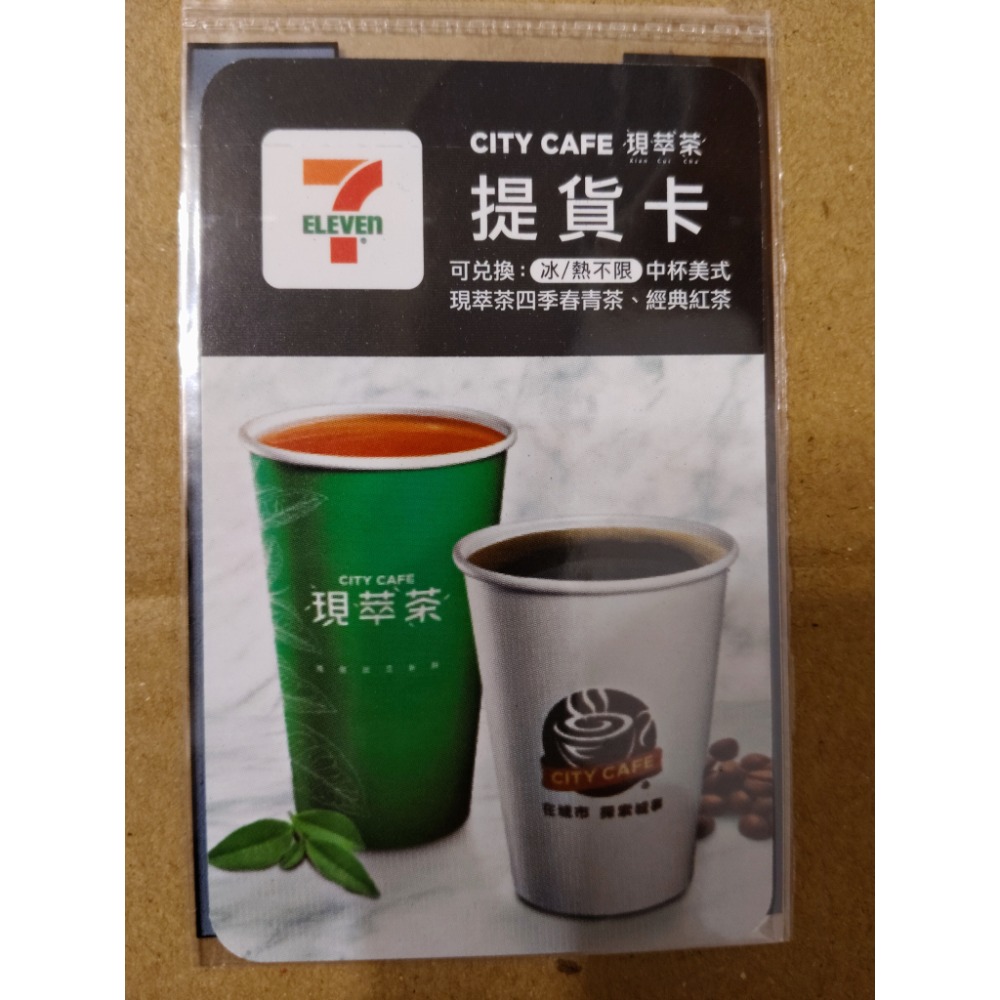 CITY CAFE 現萃茶
Xian Cui Cha
提貨卡
7
ELEVEn
®
可兑換：冰/熱不限 中杯美式
現萃茶四季春青茶、經典紅茶
CITY CAFE
現萃茶
CITY CAFE
®
在城市 探索城事